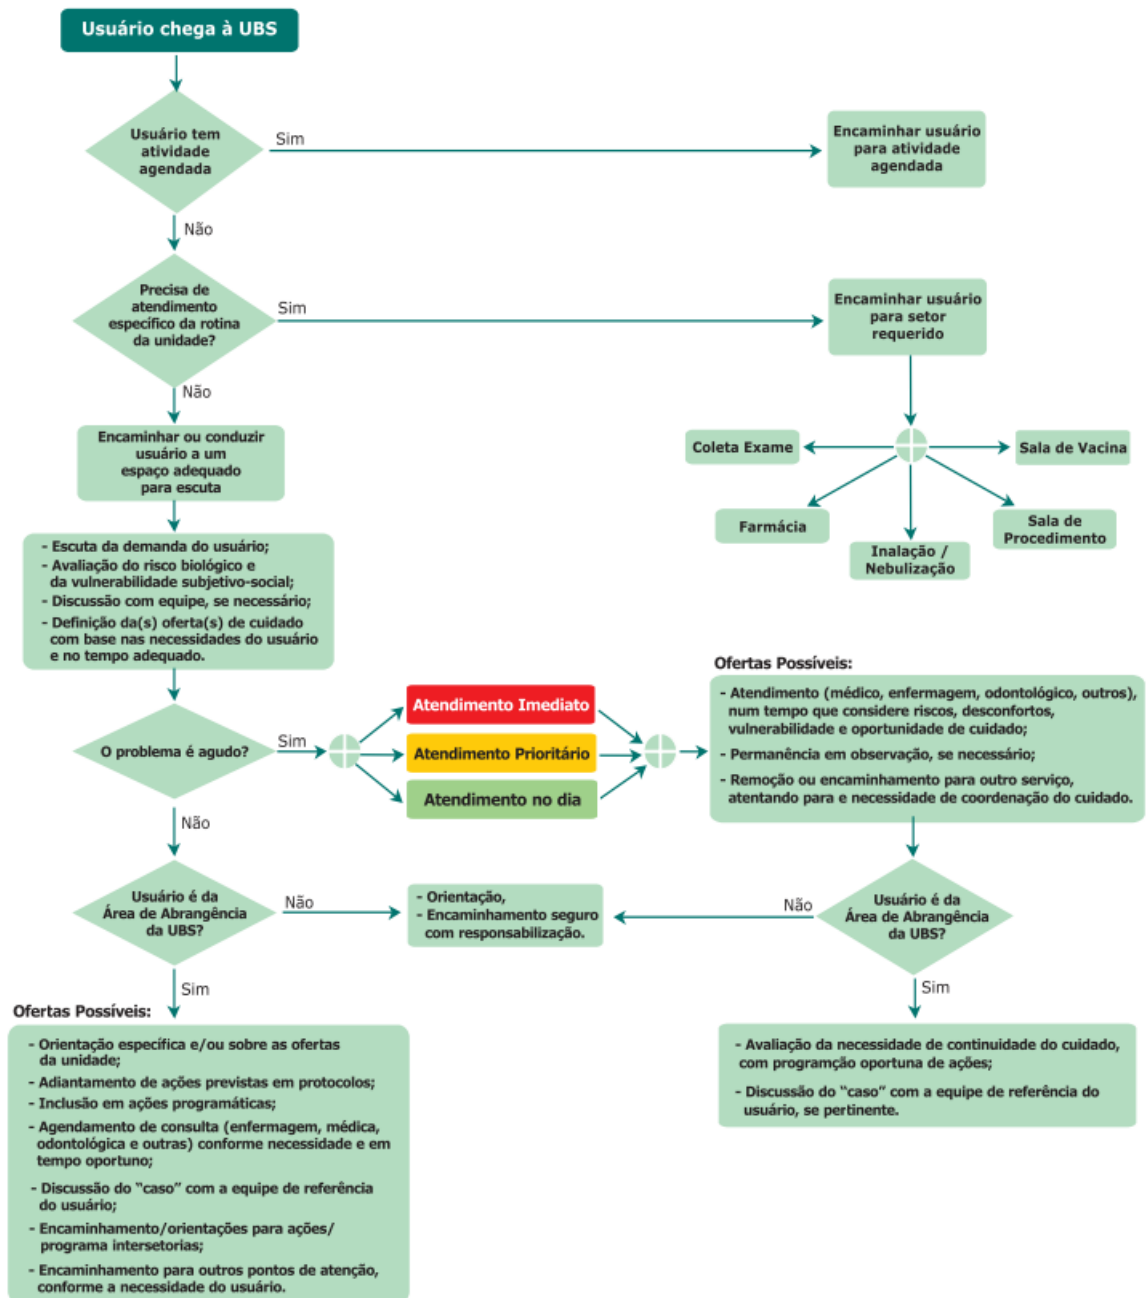 Usuário chega à UBS
Usuário tem
atividade
agendada
Sim
Encaminhar usuário
para atividade
agendada
Não
Precisa de
atendimento
específico da rotina
da unidade?
Sim
Encaminhar usuário
para setor
requerido
Não
Coleta Exame
Sala de Vacina
Farmácia
Sala de
Procedimento
Inalação /
Nebulização
Encaminhar ou conduzir
usuário a um
espaço adequado
para escuta
- Escuta da demanda do usuário;
- Avaliação do risco biológico e
da vulnerabilidade subjetivo-social;
- Discussão com equipe, se necessário;
- Definição da(s) oferta(s) de cuidado
com base nas necessidades do usuário
e no tempo adequado.
O problema é agudo?
Sim
Atendimento Imediato
Atendimento Prioritário
Atendimento no dia
Ofertas Possíveis:
- Atendimento (médico, enfermagem, odontológico, outros),
num tempo que considere riscos, desconfortos,
vulnerabilidade e oportunidade de cuidado;
- Permanência em observação, se necessário;
- Remoção ou encaminhamento para outro serviço,
atentando para e necessidade de coordenação do cuidado.
Não
Usuário é da
Área de Abrangência
da UBS?
Não
- Orientação,
- Encaminhamento seguro
com responsabilização.
Não
Usuário é da
Área de Abrangência
da UBS?
Sim
Sim
Ofertas Possíveis:
- Orientação específica e/ou sobre as ofertas
da unidade;
- Adiantamento de ações previstas em protocolos;
- Inclusão em ações programáticas;
- Agendamento de consulta (enfermagem, médica,
odontológica e outras) conforme necessidade e em
tempo oportuno;
- Discussão do “caso” com a equipe de referência
do usuário;
- Encaminhamento/orientações para ações/
programa intersetorias;
- Encaminhamento para outros pontos de atenção,
conforme a necessidade do usuário.
- Avaliação da necessidade de continuidade do cuidado,
com programção oportuna de ações;
- Discussão do “caso” com a equipe de referência do
usuário, se pertinente.